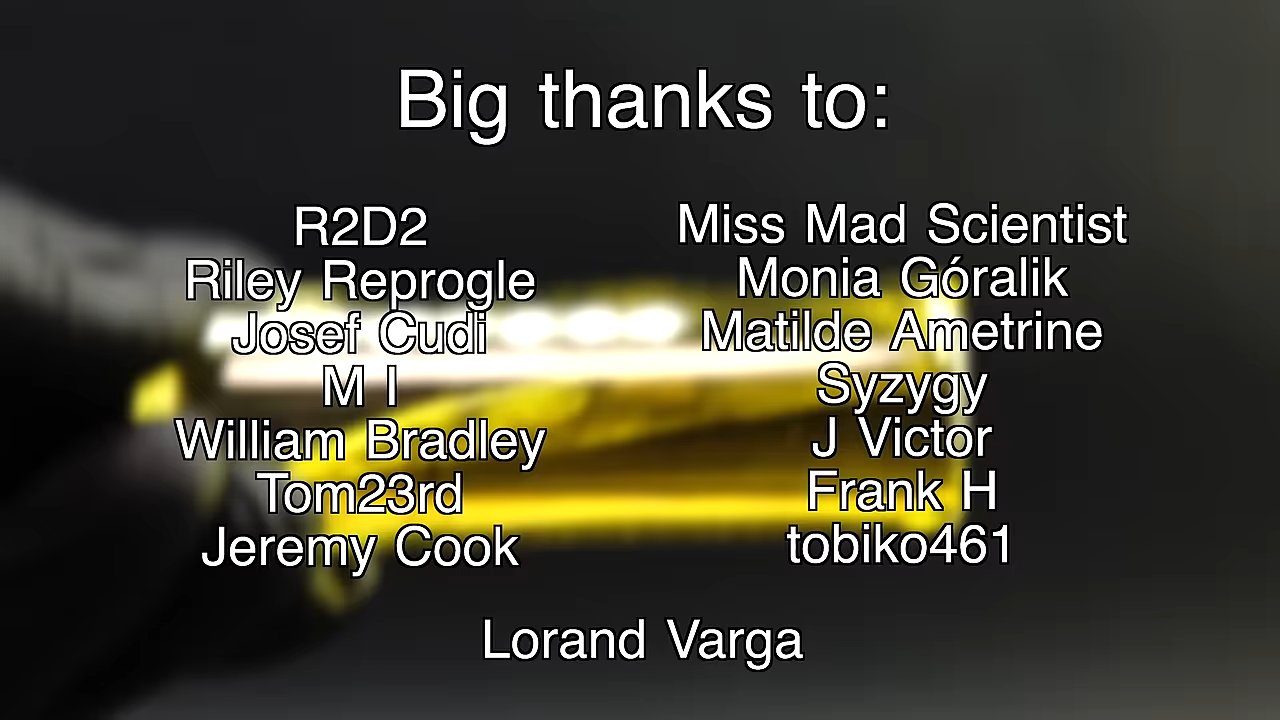 Big thanks to:
R2D2
Riley Reprogle
Josef Cudi
M I
William Bradley
Tom23rd
Jeremy Cook
Miss Mad Scientist
Monia Góralik
Matilde Ametrine
Syzygy
J Victor
Frank H
tobiko461
Lorand Varga